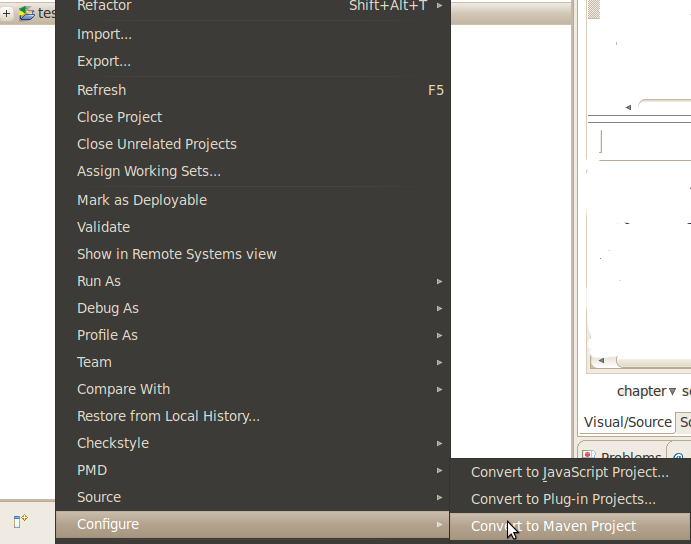 tes
Refactor Shift+Alt+T
Import...
Export...
Refresh F5
Close Project
Close Unrelated Projects
Assign Working Sets...
Mark as Deployable
Validate
Show in Remote Systems view
Run As
Debug As
Profile As
Team
Compare With
Restore from Local History...
Checkstyle
PMD
Source
Configure
chapter
Visual/Source
Problems @
Convert to JavaScript Project...
Convert to Plug-in Projects...
Convert to Maven Project